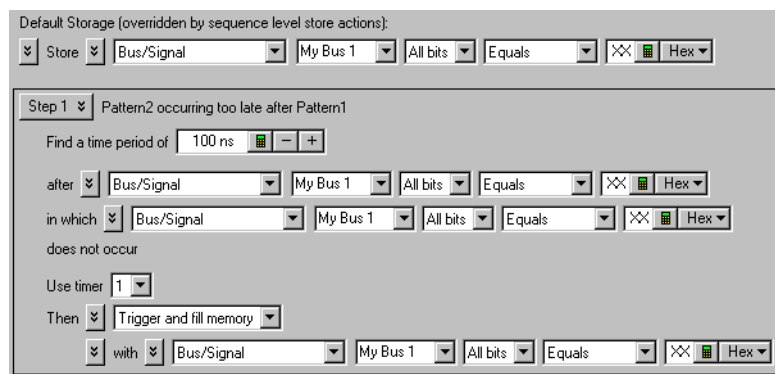 Default Storage (overridden by sequence level store actions):
Store Bus/Signal My Bus 1 All bits Equals XX Hex
Step 1 Pattern2 occurring too late after Pattern1
Find a time period of 100 ns − +
after Bus/Signal My Bus 1 All bits Equals XX Hex
in which Bus/Signal My Bus 1 All bits Equals XX Hex
does not occur
Use timer 1
Then Trigger and fill memory
with Bus/Signal My Bus 1 All bits Equals XX Hex